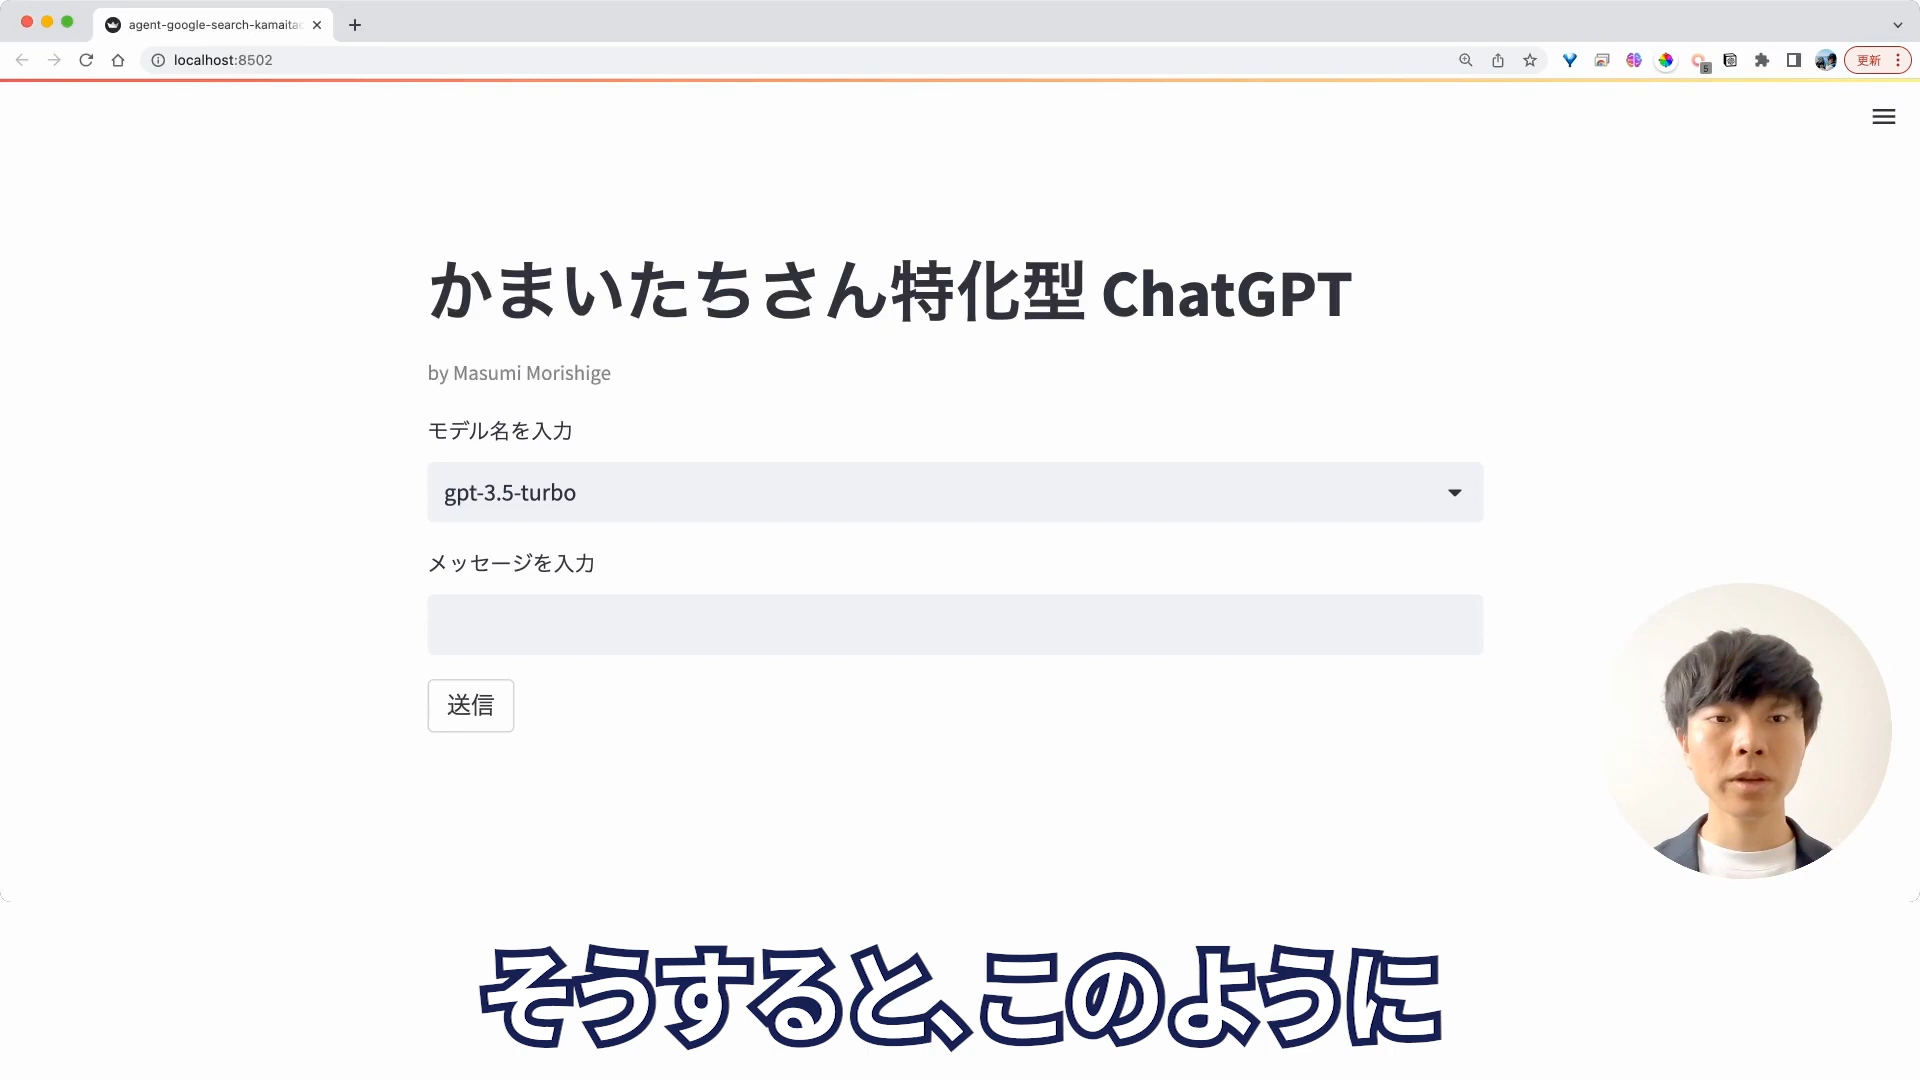 agent-google-search-kamaitac
localhost:8502
5
更新
かまいたちさん特化型 ChatGPT
by Masumi Morishige
モデル名を入力
gpt-3.5-turbo
メッセージを入力
送信
そうすると、このように